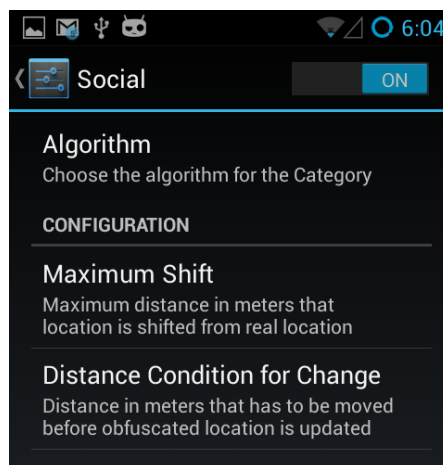 6:04
Social
ON
Algorithm
Choose the algorithm for the Category
CONFIGURATION
Maximum Shift
Maximum distance in meters that
location is shifted from real location
Distance Condition for Change
Distance in meters that has to be moved
before obfuscated location is updated